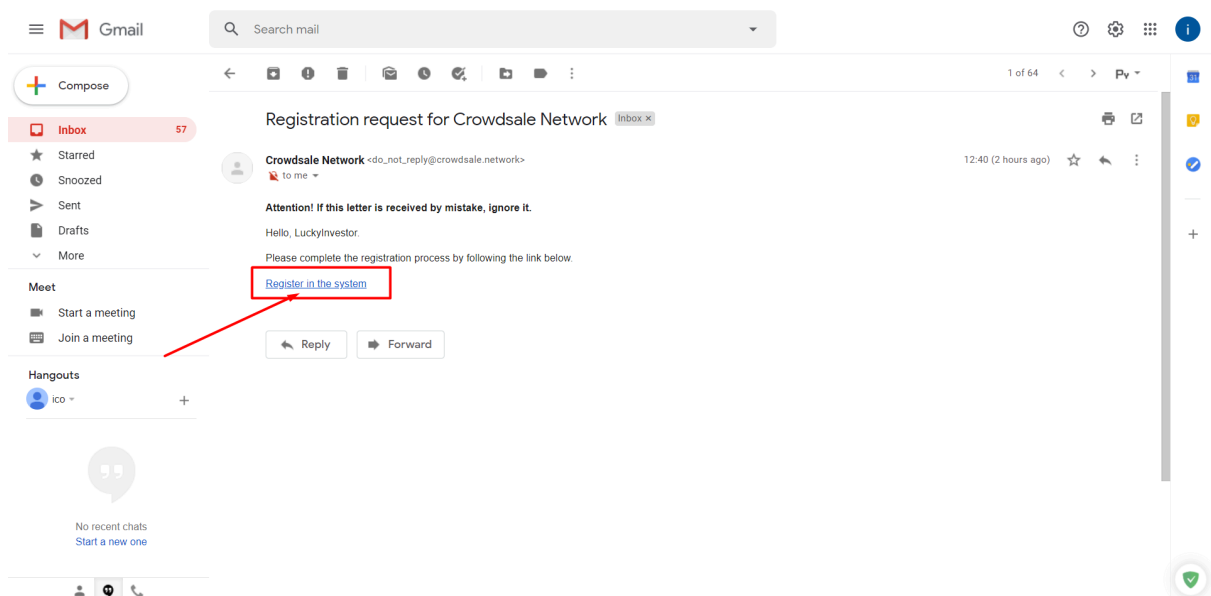 Gmail
Search mail
i
Compose
1 of 64
Ру
31
Inbox 57
Starred
Snoozed
Sent
Drafts
More
Meet
Start a meeting
Join a meeting
Hangouts
ico
No recent chats
Start a new one
Registration request for Crowdsale Network Inbox ×
Crowdsale Network <do_not_reply@crowdsale.network> 12:40 (2 hours ago)
to me
Attention! If this letter is received by mistake, ignore it.
Hello, LuckyInvestor.
Please complete the registration process by following the link below.
Register in the system
Reply Forward